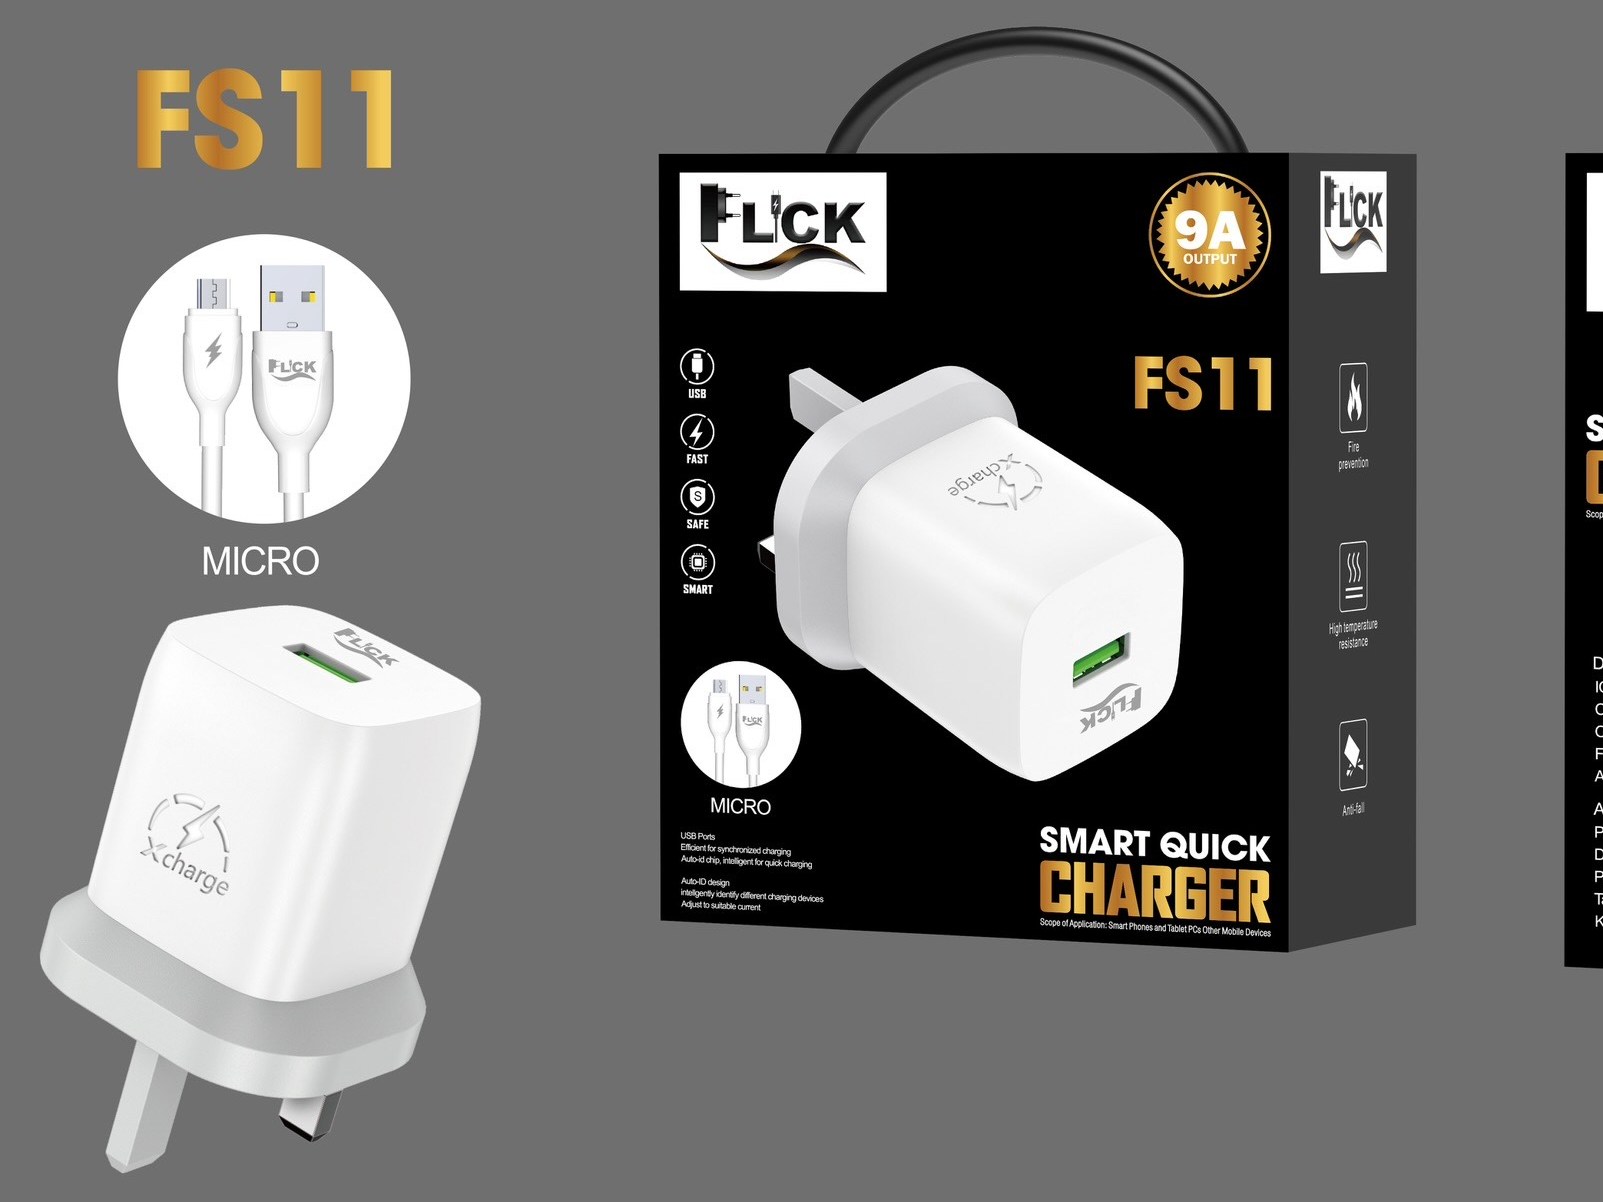 FS11
FLICK
MICRO
FLICK
X charge
FLICK
9A
OUTPUT
FS11
USB
FAST
SAFE
SMART
X charge
FLICK
FLICK
MICRO
USB Ports
Efficient for synchronized charging
Auto-id chip, intelligent for quick charging
Auto-ID design
intelligently identify different charging devices
Adjust to suitable current
SMART QUICK
CHARGER
Scope of Application: Smart Phones and Tablet PCs Other Mobile Devices
FLICK
Fire
prevention
High temperature
resistance
Anti-fall